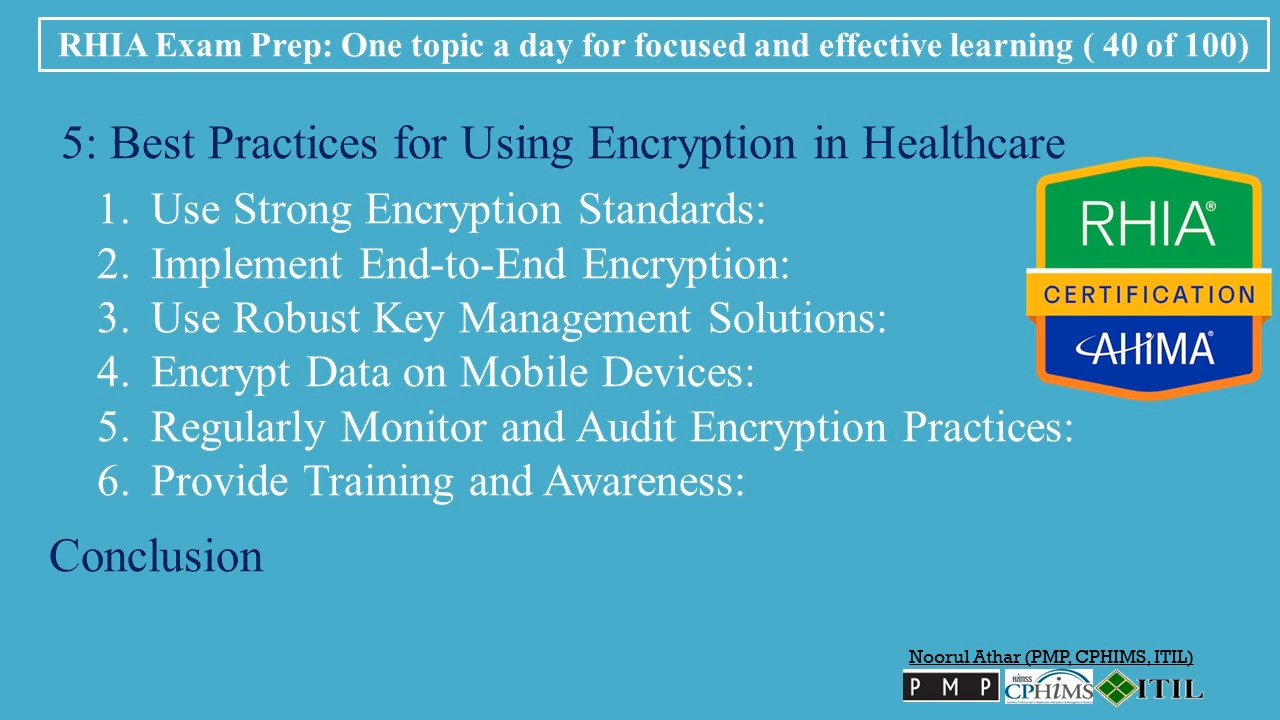 RHIA Exam Prep: One topic a day for focused and effective learning ( 40 of 100)
5: Best Practices for Using Encryption in Healthcare
1. Use Strong Encryption Standards:
2. Implement End-to-End Encryption:
3. Use Robust Key Management Solutions:
4. Encrypt Data on Mobile Devices:
5. Regularly Monitor and Audit Encryption Practices:
6. Provide Training and Awareness:
Conclusion
RHIA®
CERTIFICATION
AHiMA®
Noorul Athar (PMP, CPHIMS, ITIL)
PMP
HIMSS
CPHiMS
ITIL